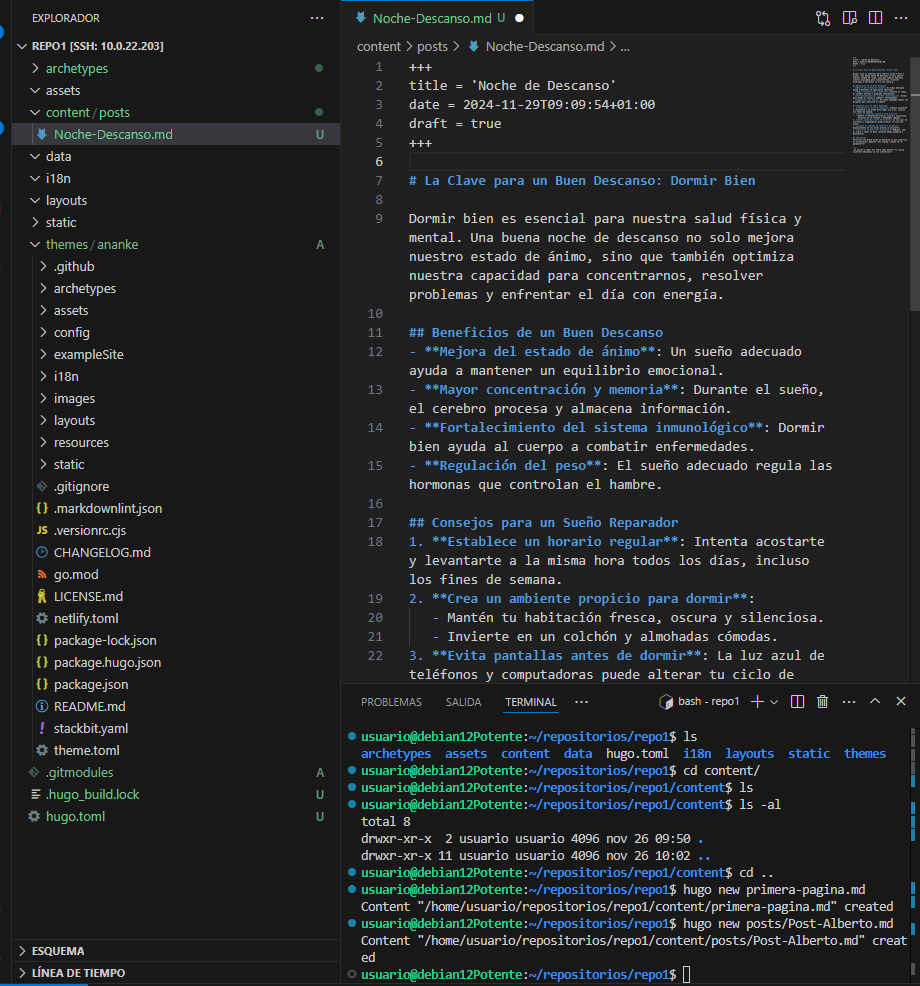 EXPLORADOR
REPO1 [SSH: 10.0.22.203]
archetypes
assets
content / posts
Noche-Descanso.md U
data
i18n
layouts
static
themes / ananke A
.github
archetypes
assets
config
exampleSite
i18n
images
layouts
resources
static
.gitignore
.markdownlint.json
.versionrc.cjs
CHANGELOG.md
go.mod
LICENSE.md
netlify.toml
package-lock.json
package.hugo.json
package.json
README.md
stackbit.yaml
theme.toml
.gitmodules A
.hugo_build.lock U
hugo.toml U
ESQUEMA
LÍNEA DE TIEMPO
Noche-Descanso.md U
content > posts > Noche-Descanso.md > ...
1 +++
2 title = 'Noche de Descanso'
3 date = 2024-11-29T09:09:54+01:00
4 draft = true
5 +++
6
7 # La Clave para un Buen Descanso: Dormir Bien
8
9 Dormir bien es esencial para nuestra salud física y
mental. Una buena noche de descanso no solo mejora
nuestro estado de ánimo, sino que también optimiza
nuestra capacidad para concentrarnos, resolver
problemas y enfrentar el día con energía.
10
11 ## Beneficios de un Buen Descanso
12 - **Mejora del estado de ánimo**: Un sueño adecuado
ayuda a mantener un equilibrio emocional.
13 - **Mayor concentración y memoria**: Durante el sueño,
el cerebro procesa y almacena información.
14 - **Fortalecimiento del sistema inmunológico**: Dormir
bien ayuda al cuerpo a combatir enfermedades.
15 - **Regulación del peso**: El sueño adecuado regula las
hormonas que controlan el hambre.
16
17 ## Consejos para un Sueño Reparador
18 1. **Establece un horario regular**: Intenta acostarte
y levantarte a la misma hora todos los días, incluso
los fines de semana.
19 2. **Crea un ambiente propicio para dormir**:
20 - Mantén tu habitación fresca, oscura y silenciosa.
21 - Invierte en un colchón y almohadas cómodas.
22 3. **Evita pantallas antes de dormir**: La luz azul de
teléfonos y computadoras puede alterar tu ciclo de
PROBLEMAS SALIDA TERMINAL ... bash - repo1
usuario@debian12Potente:~/repositorios/repo1$ ls
archetypes assets content data hugo.toml i18n layouts static themes
usuario@debian12Potente:~/repositorios/repo1$ cd content/
usuario@debian12Potente:~/repositorios/repo1/content$ ls
usuario@debian12Potente:~/repositorios/repo1/content$ ls -al
total 8
drwxr-xr-x 2 usuario usuario 4096 nov 26 09:50 .
drwxr-xr-x 11 usuario usuario 4096 nov 26 10:02 ..
usuario@debian12Potente:~/repositorios/repo1/content$ cd ..
usuario@debian12Potente:~/repositorios/repo1$ hugo new primera-pagina.md
Content "/home/usuario/repositorios/repo1/content/primera-pagina.md" created
usuario@debian12Potente:~/repositorios/repo1$ hugo new posts/Post-Alberto.md
Content "/home/usuario/repositorios/repo1/content/posts/Post-Alberto.md" creat
ed
usuario@debian12Potente:~/repositorios/repo1$